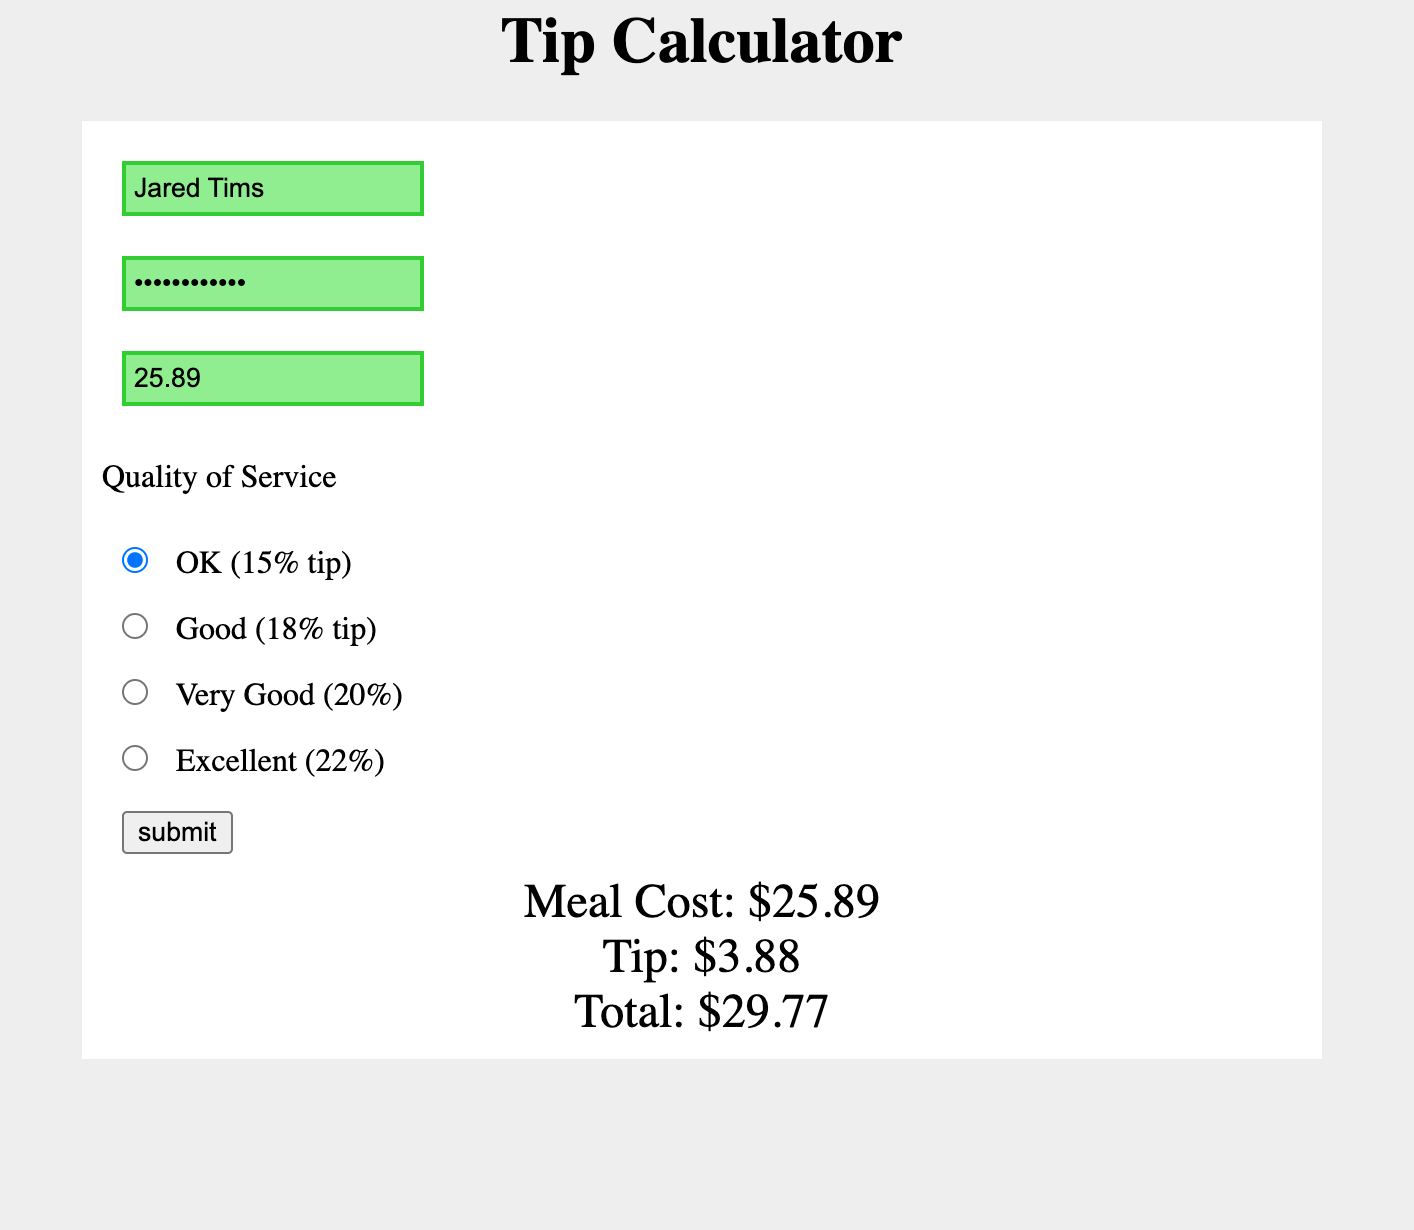 Tip Calculator
Jared Tims
••••••••••••
25.89
Quality of Service
OK (15% tip)
Good (18% tip)
Very Good (20%)
Excellent (22%)
submit
Meal Cost: $25.89
Tip: $3.88
Total: $29.77